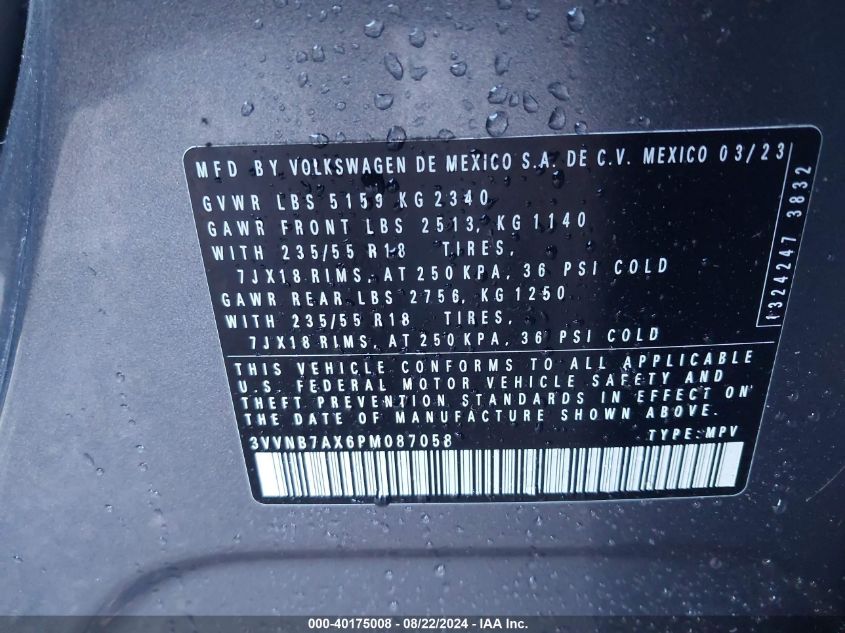 MFD BY VOLKSWAGEN DE MEXICO S.A. DE C.V. MEXICO 03/23
GVWR LBS 5159 KG 2340
GAWR FRONT LBS 2513, KG 1140
WITH 235/55 R18 TIRES,
7JX18 RIMS, AT 250 KPA, 36 PSI COLD
GAWR REAR LBS 2756, KG 1250
WITH 235/55 R18 TIRES,
7JX18 RIMS, AT 250 KPA, 36 PSI COLD
1324247 3832
THIS VEHICLE CONFORMS TO ALL APPLICABLE
U.S. FEDERAL MOTOR VEHICLE SAFETY AND
THEFT PREVENTION STANDARDS IN EFFECT ON
THE DATE OF MANUFACTURE SHOWN ABOVE.
3VVNB7AX6PM087058 TYPE: MPV
000-40175008 - 08/22/2024 - IAA Inc.